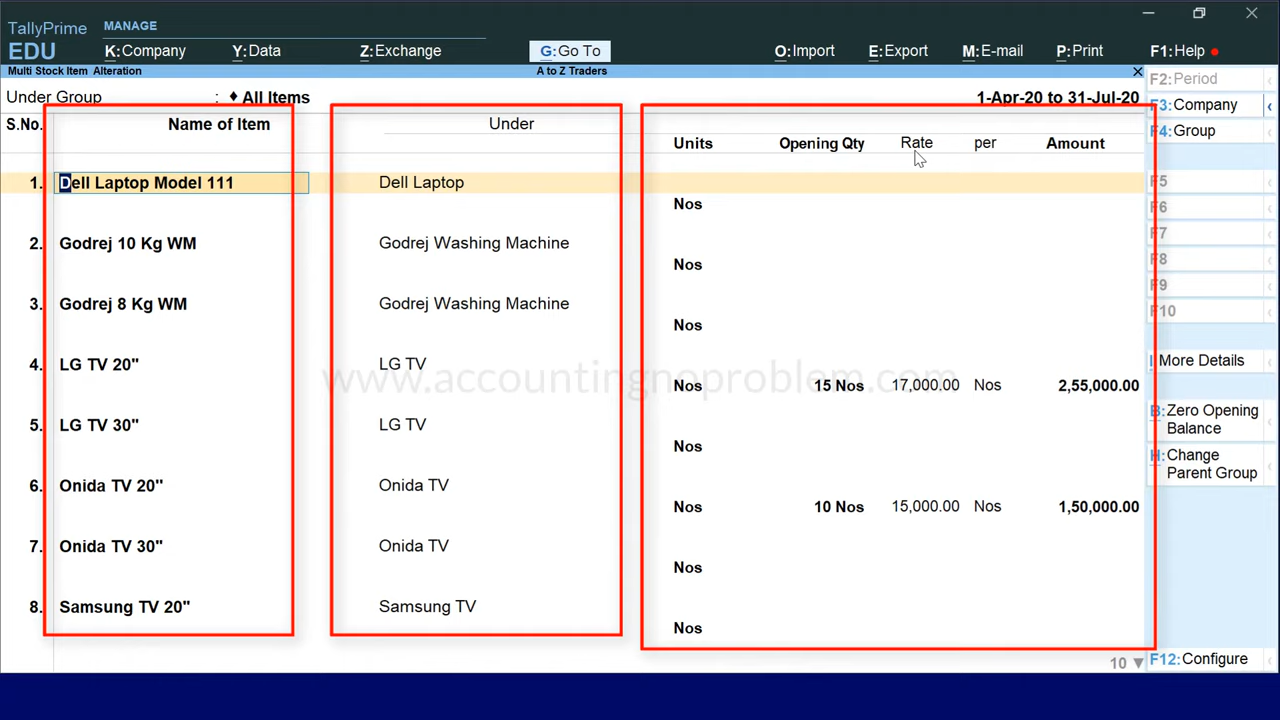 TallyPrime MANAGE
EDU K:Company Y:Data Z:Exchange G:Go To O:Import E:Export M:E-mail P:Print F1:Help
Multi Stock Item Alteration A to Z Traders
Under Group : ♦ All Items 1-Apr-20 to 31-Jul-20
S.No. Name of Item Under
Units Opening Qty Rate per Amount
1. Dell Laptop Model 111 Dell Laptop
Nos
2. Godrej 10 Kg WM Godrej Washing Machine
Nos
3. Godrej 8 Kg WM Godrej Washing Machine
Nos
4. LG TV 20" LG TV
www.accountingnoproblem.com
Nos 15 Nos 17,000.00 Nos 2,55,000.00
5. LG TV 30" LG TV
Nos
6. Onida TV 20" Onida TV
Nos 10 Nos 15,000.00 Nos 1,50,000.00
7. Onida TV 30" Onida TV
Nos
8. Samsung TV 20" Samsung TV
Nos
10 ▼
F2: Period
F3: Company
F4: Group
F5
F6
F7
F8
F9
F10
I: More Details
B: Zero Opening
Balance
H: Change
Parent Group
F12: Configure